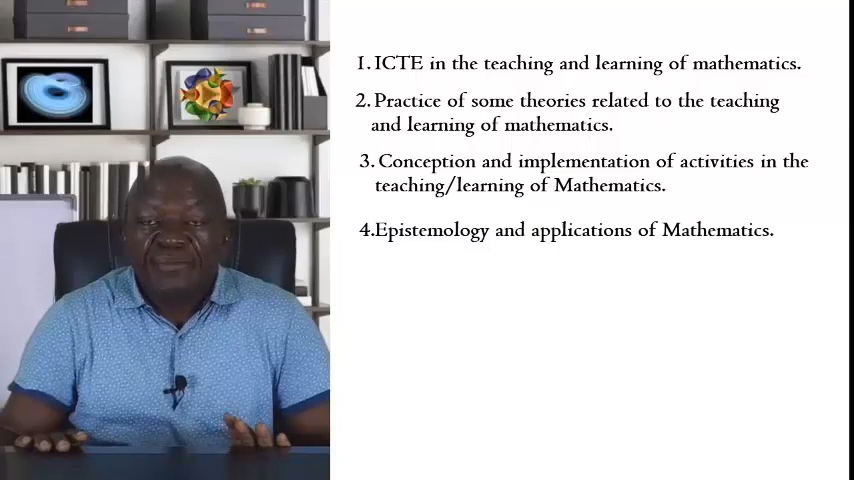 1. ICTE in the teaching and learning of mathematics.
2. Practice of some theories related to the teaching
and learning of mathematics.
3. Conception and implementation of activities in the
teaching/learning of Mathematics.
4.Epistemology and applications of Mathematics.